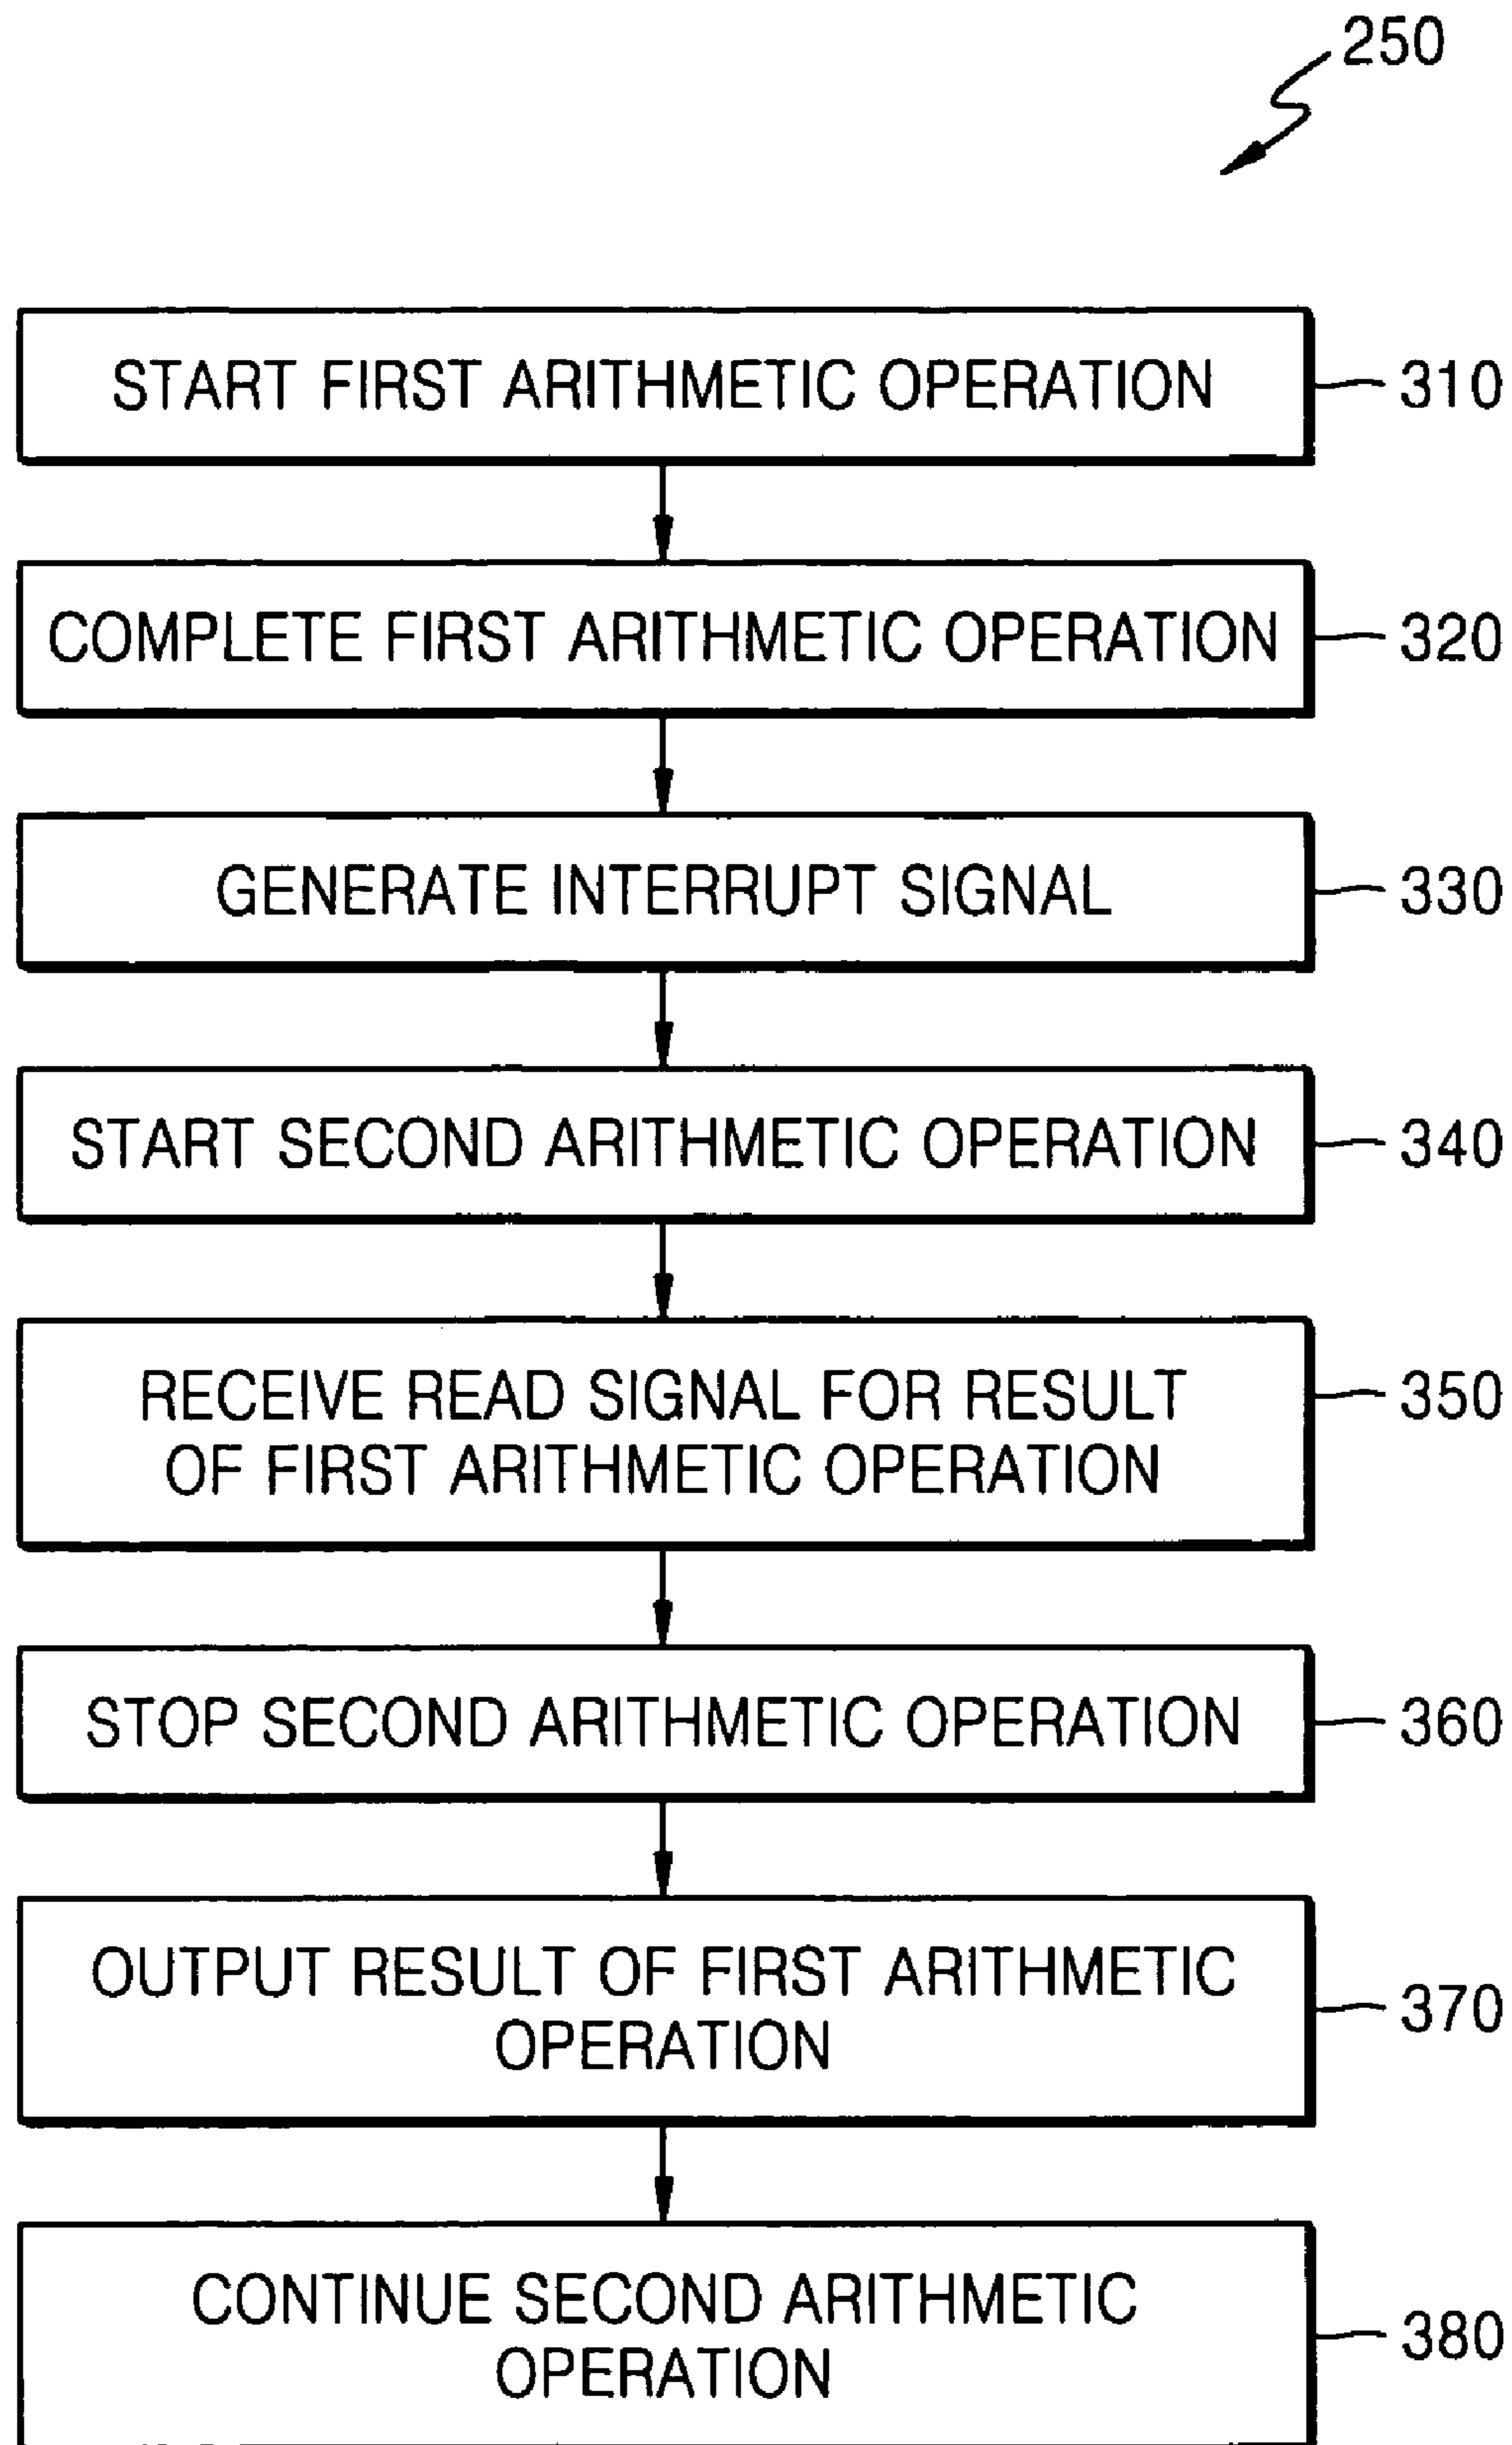 250
START FIRST ARITHMETIC OPERATION
310
COMPLETE FIRST ARITHMETIC OPERATION
320
GENERATE INTERRUPT SIGNAL
330
START SECOND ARITHMETIC OPERATION
340
RECEIVE READ SIGNAL FOR RESULT
OF FIRST ARITHMETIC OPERATION
350
STOP SECOND ARITHMETIC OPERATION
360
OUTPUT RESULT OF FIRST ARITHMETIC
OPERATION
370
CONTINUE SECOND ARITHMETIC
OPERATION
380